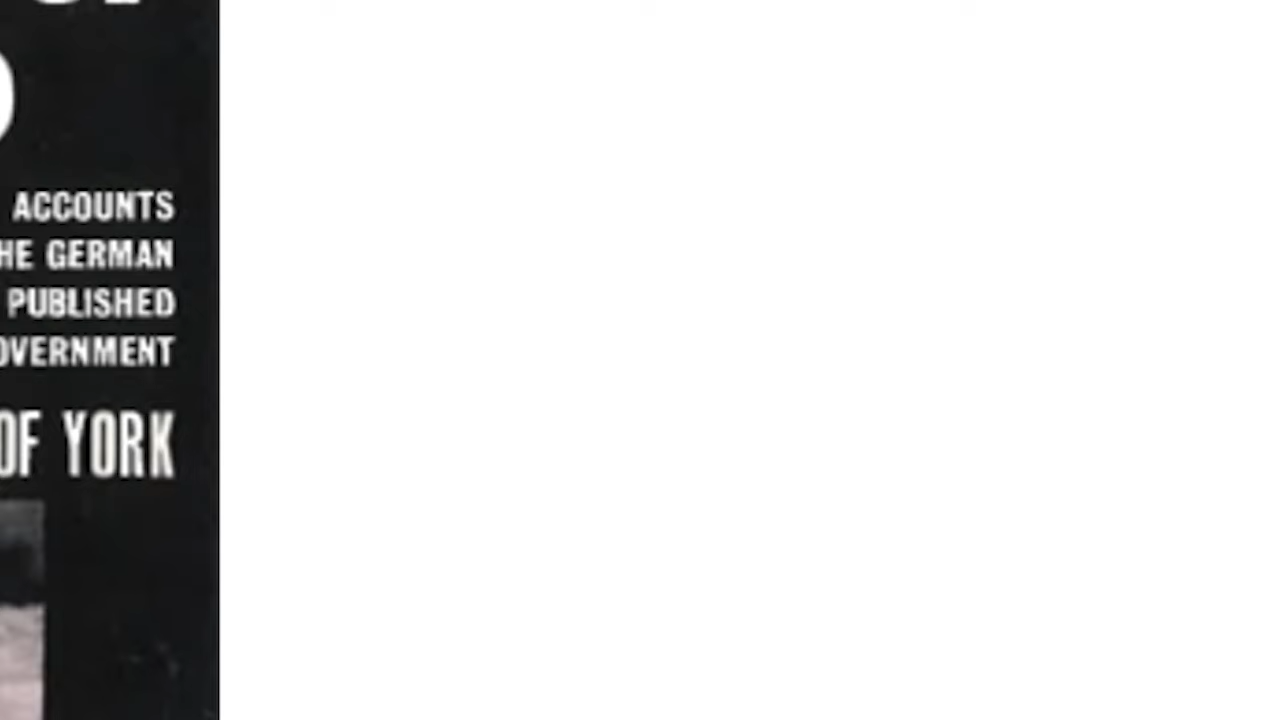 ACCOUNTS
HE GERMAN
PUBLISHED
OVERNMENT
OF YORK